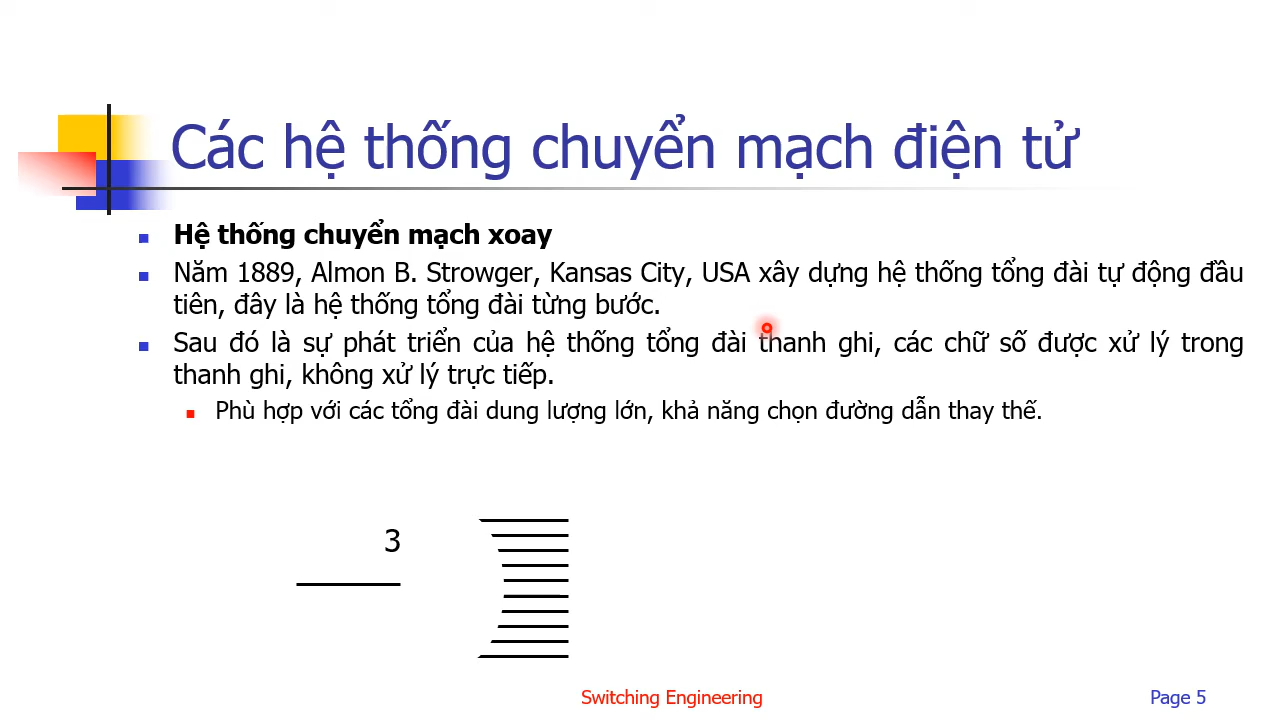 Các hệ thống chuyển mạch điện tử
Hệ thống chuyển mạch xoay
Năm 1889, Almon B. Strowger, Kansas City, USA xây dựng hệ thống tổng đài tự động đầu
tiên, đây là hệ thống tổng đài từng bước.
Sau đó là sự phát triển của hệ thống tổng đài thanh ghi, các chữ số được xử lý trong
thanh ghi, không xử lý trực tiếp.
Phù hợp với các tổng đài dung lượng lớn, khả năng chọn đường dẫn thay thế.
3
Switching Engineering
Page 5